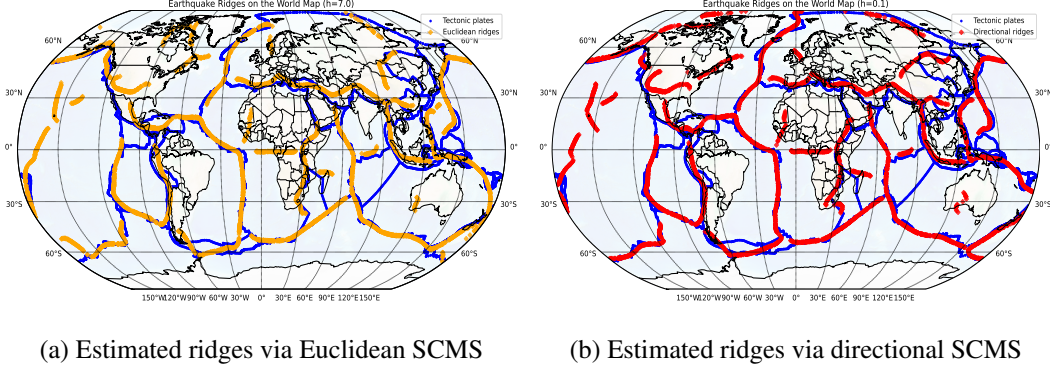 Earthquake Ridges on the World Map (h=7.0)
Tectonic plates
Euclidean ridges
60°N
60°N
30°N
30°N
0°
0°
30°S
30°S
60°S
60°S
150°W120°W 90°W 60°W 30°W 0° 30°E 60°E 90°E 120°E150°E
(a) Estimated ridges via Euclidean SCMS
Earthquake Ridges on the World Map (h=0.1)
Tectonic plates
Directional ridges
60°N
60°N
30°N
30°N
0°
0°
30°S
30°S
60°S
60°S
150°W120°W 90°W 60°W 30°W 0° 30°E 60°E 90°E 120°E150°E
(b) Estimated ridges via directional SCMS